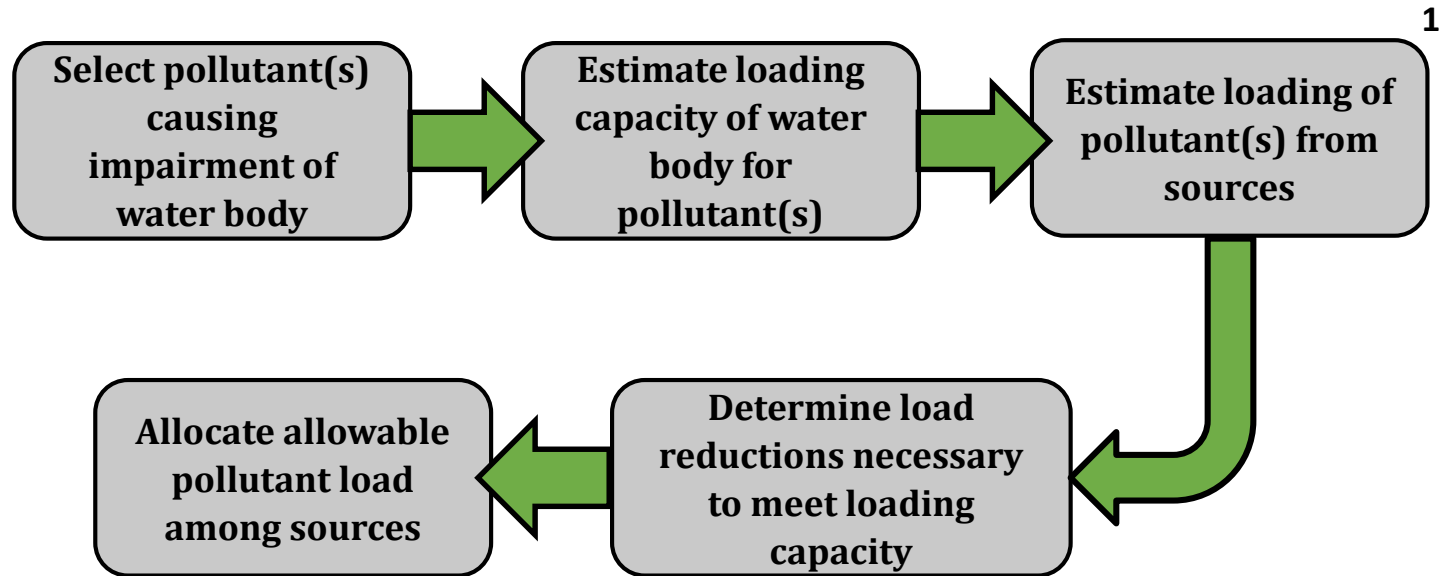 1
Select pollutant(s)
causing
impairment of
water body
Estimate loading
capacity of water
body for
pollutant(s)
Estimate loading of
pollutant(s) from
sources
Determine load
reductions necessary
to meet loading
capacity
Allocate allowable
pollutant load
among sources